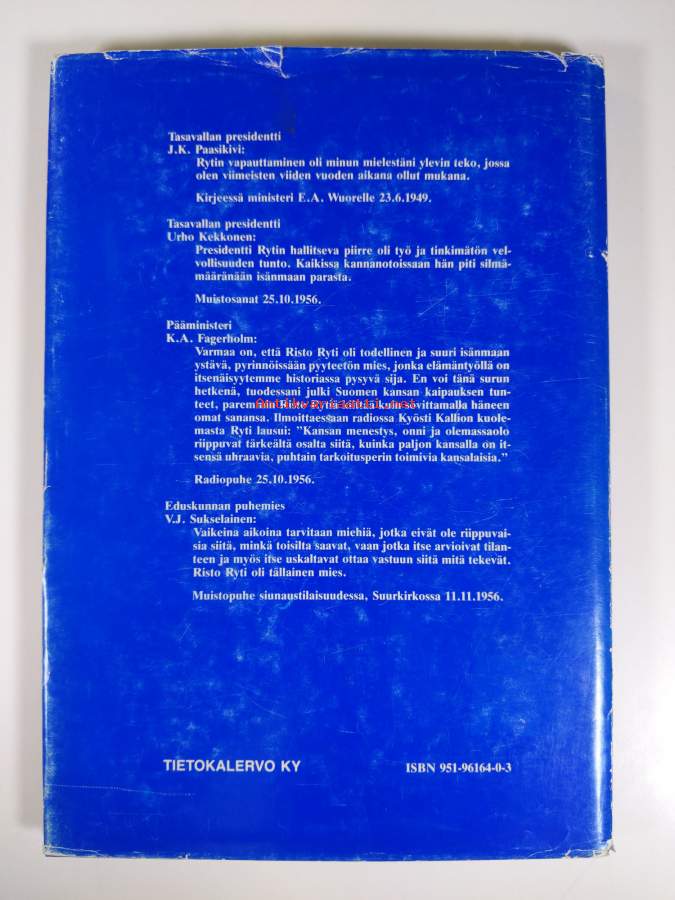 Tasavallan presidentti
J.K. Paasikivi:
Rytin vapauttaminen oli minun mielestäni ylevin teko, jossa
olen viimeisten viiden vuoden aikana ollut mukana.
Kirjeessä ministeri E.A. Wuorelle 23.6.1949.
Tasavallan presidentti
Urho Kekkonen:
Presidentti Rytin hallitseva piirre oli työ ja tinkimätön vel-
vollisuuden tunto. Kaikissa kannanotoissaan hän piti silmä-
määränään isänmaan parasta.
Muistosanat 25.10.1956.
Pääministeri
K.A. Fagerholm:
Varmaa on, että Risto Ryti oli todellinen ja suuri isänmaan
ystävä, pyrinnöissään pyyteetön mies, jonka elämäntyöllä on
itsenäisyytemme historiassa pysyvä sija. En voi tänä surun
hetkenä, tuodessani julki Suomen kansan kaipauksen tun-
teet, paremmin Risto Rytiä kuin sovittamalla häneen
omat sanansa. Ilmoittaessaan radiossa Kyösti Kallion kuole-
masta Ryti lausui: ”Kansan menestys, onni ja olemassaolo
riippuvat tärkeältä osalta siitä, kuinka paljon kansalla on it-
sensä uhraavia, puhtain tarkoitusperin toimivia kansalaisia.”
Radiopuhe 25.10.1956.
Eduskunnan puhemies
V.J. Sukselainen:
Vaikeina aikoina tarvitaan miehiä, jotka eivät ole riippuvai-
sia siitä, minkä toisilta saavat, vaan jotka itse arvioivat tilan-
teen ja myös itse uskaltavat ottaa vastuun siitä mitä tekevät.
Risto Ryti oli tällainen mies.
Muistopuhe siunaustilaisuudessa, Suurkirkossa 11.11.1956.
TIETOKALERVO KY
ISBN 951-96164-0-3